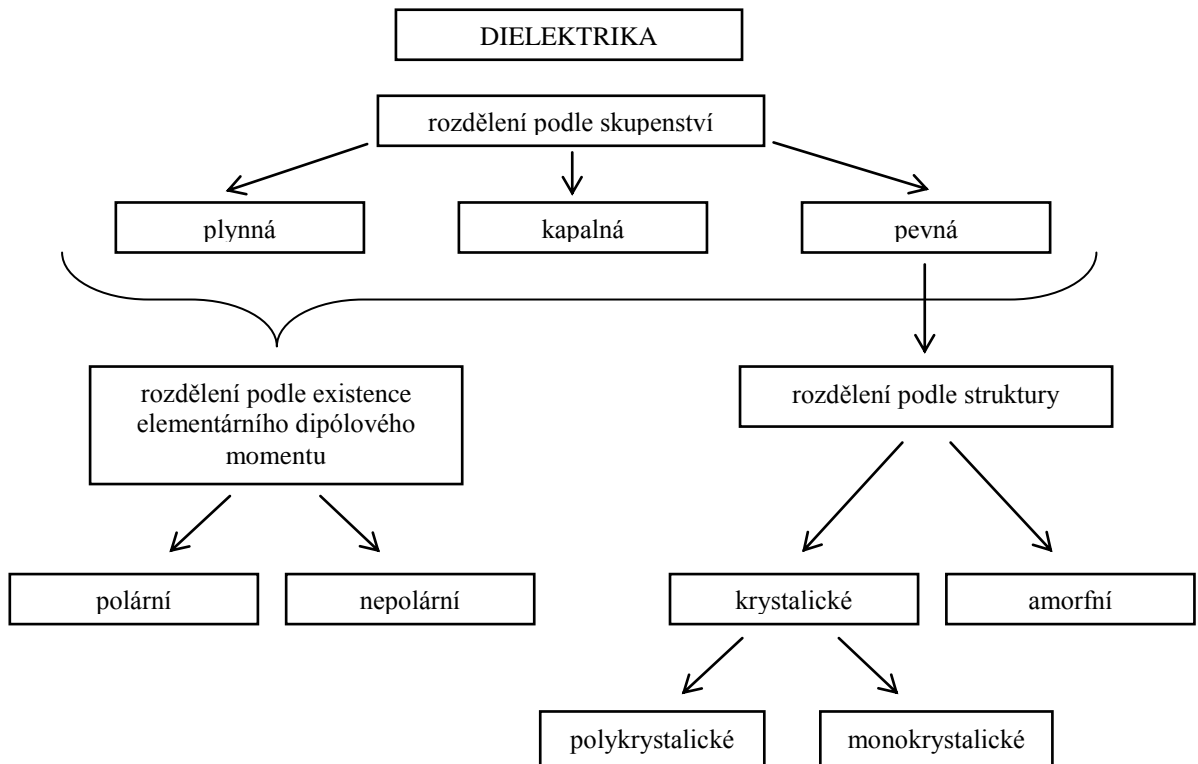 DIELEKTRIKA
rozdělení podle skupenství
plynná
kapalná
pevná
rozdělení podle existence
elementárního dipólového
momentu
rozdělení podle struktury
polární
nepolární
krystalické
amorfní
polykrystalické
monokrystalické